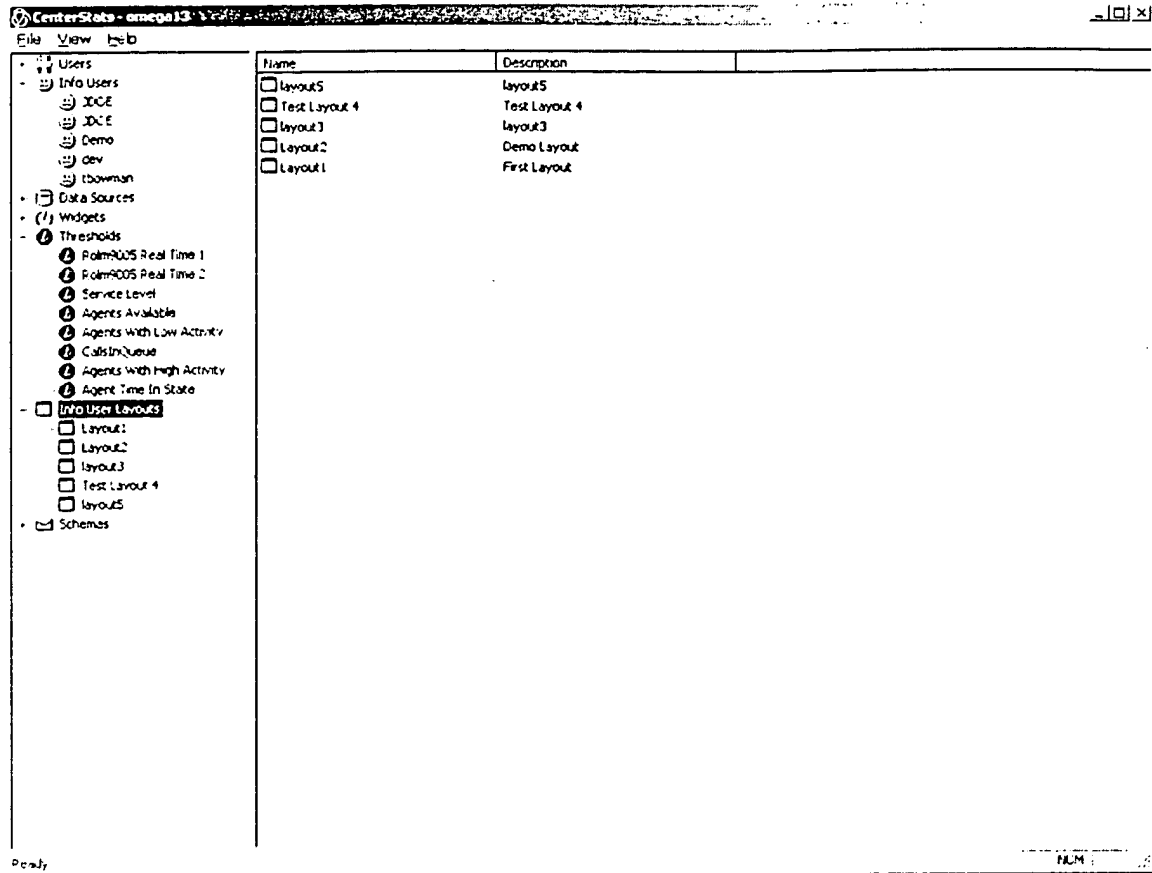 CenterStats - omega13
File View Help
Users
Info Users
JDCE
JDCE
Demo
dev
tbowman
Data Sources
Widgets
Thresholds
Rolm9005 Real Time 1
Rolm9005 Real Time 2
Service Level
Agents Available
Agents With Low Activity
CallsInQueue
Agents With High Activity
Agent Time In State
Info User Layouts
Layout1
Layout2
layout3
Test Layout 4
layout5
Schemas
Name Description
layout5 layout5
Test Layout 4 Test Layout 4
layout3 layout3
Layout2 Demo Layout
Layout1 First Layout
Ready NUM